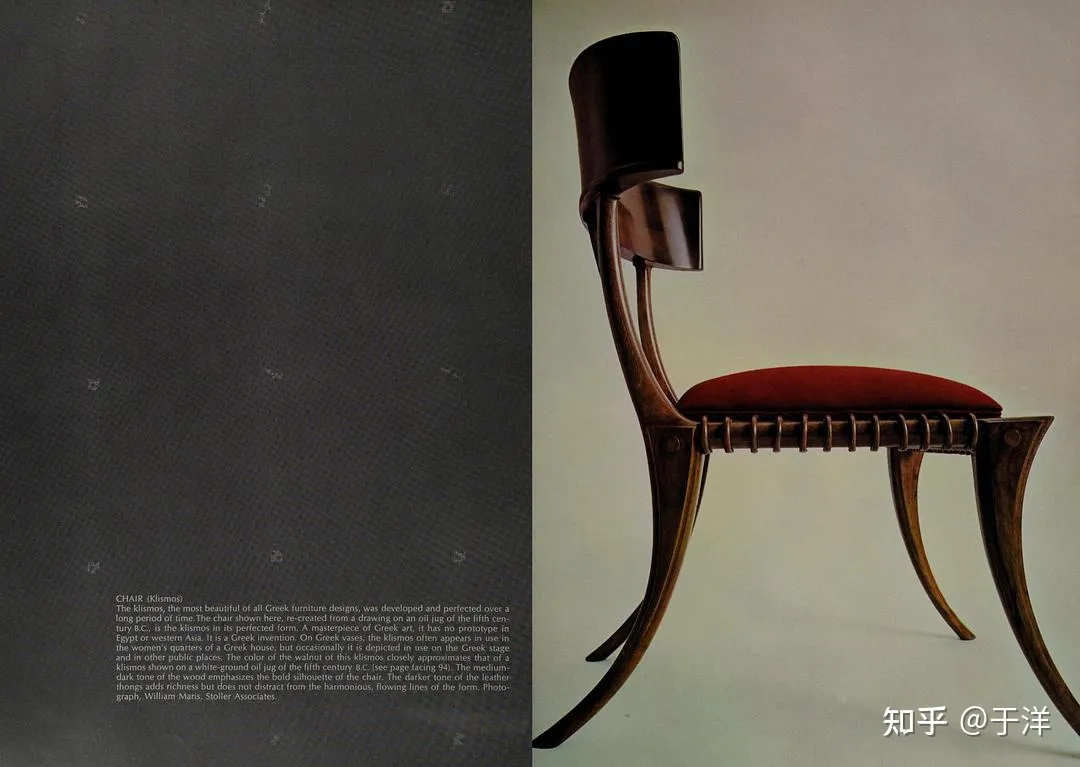 CHAIR (Klismos)
The klismos, the most beautiful of all Greek furniture designs, was developed and perfected over a
long period of time. The chair shown here, re-created from a drawing on an oil jug of the fifth cen-
tury B.C., is the klismos in its perfected form. A masterpiece of Greek art, it has no prototype in
Egypt or western Asia. It is a Greek invention. On Greek vases, the klismos often appears in use in
the women's quarters of a Greek house, but occasionally it is depicted in use on the Greek stage
and in other public places. The color of the walnut of this klismos closely approximates that of a
klismos shown on a white-ground oil jug of the fifth century B.C. (see page facing 94). The medium-
dark tone of the wood emphasizes the bold silhouette of the chair. The darker tone of the leather
thongs adds richness but does not distract from the harmonious, flowing lines of the form. Photo-
graph, William Maris, Stoller Associates.
知乎 @于洋